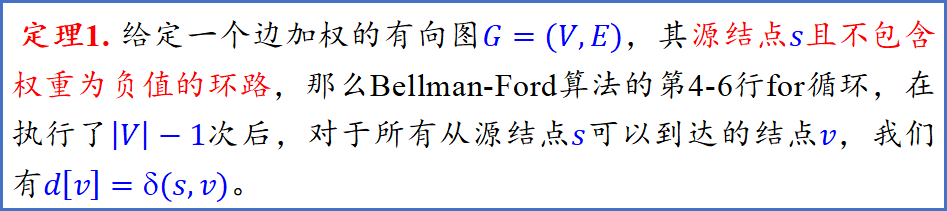 定理1. 给定一个边加权的有向图G = (V, E)，其源结点s且不包含
权重为负值的环路，那么Bellman-Ford算法的第4-6行for循环，在
执行了|V| − 1次后，对于所有从源结点s可以到达的结点v，我们
有d[v] = δ(s, v)。